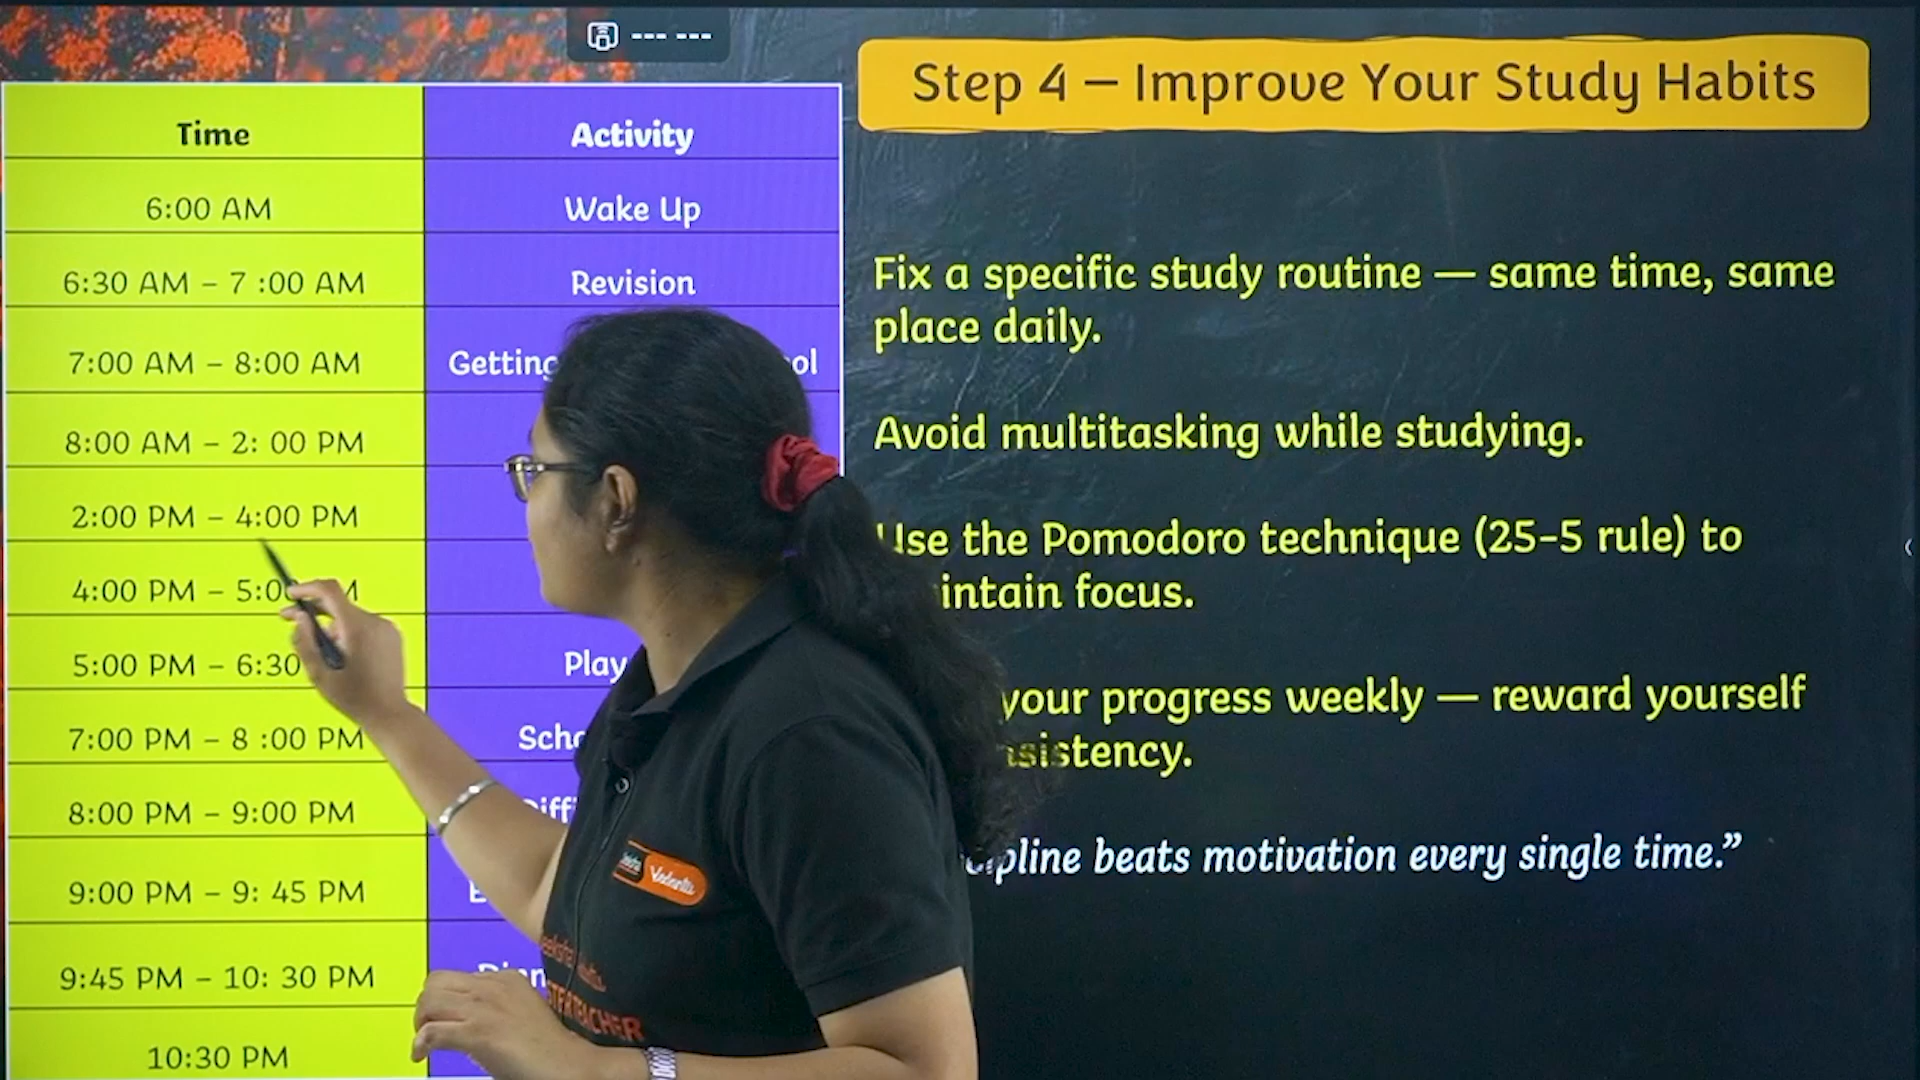 --- ---
Step 4 – Improve Your Study Habits
Time Activity
6:00 AM Wake Up
6:30 AM – 7 :00 AM Revision
7:00 AM – 8:00 AM Getting
8:00 AM – 2: 00 PM
2:00 PM – 4:00 PM
4:00 PM – 5:00
5:00 PM – 6:30 Play
7:00 PM – 8 :00 PM
8:00 PM – 9:00 PM
9:00 PM – 9: 45 PM
9:45 PM – 10: 30 PM
10:30 PM
Fix a specific study routine — same time, same
place daily.
Avoid multitasking while studying.
Use the Pomodoro technique (25-5 rule) to
focus.
your progress weekly — reward yourself
beats motivation every single time.”
Vedantu